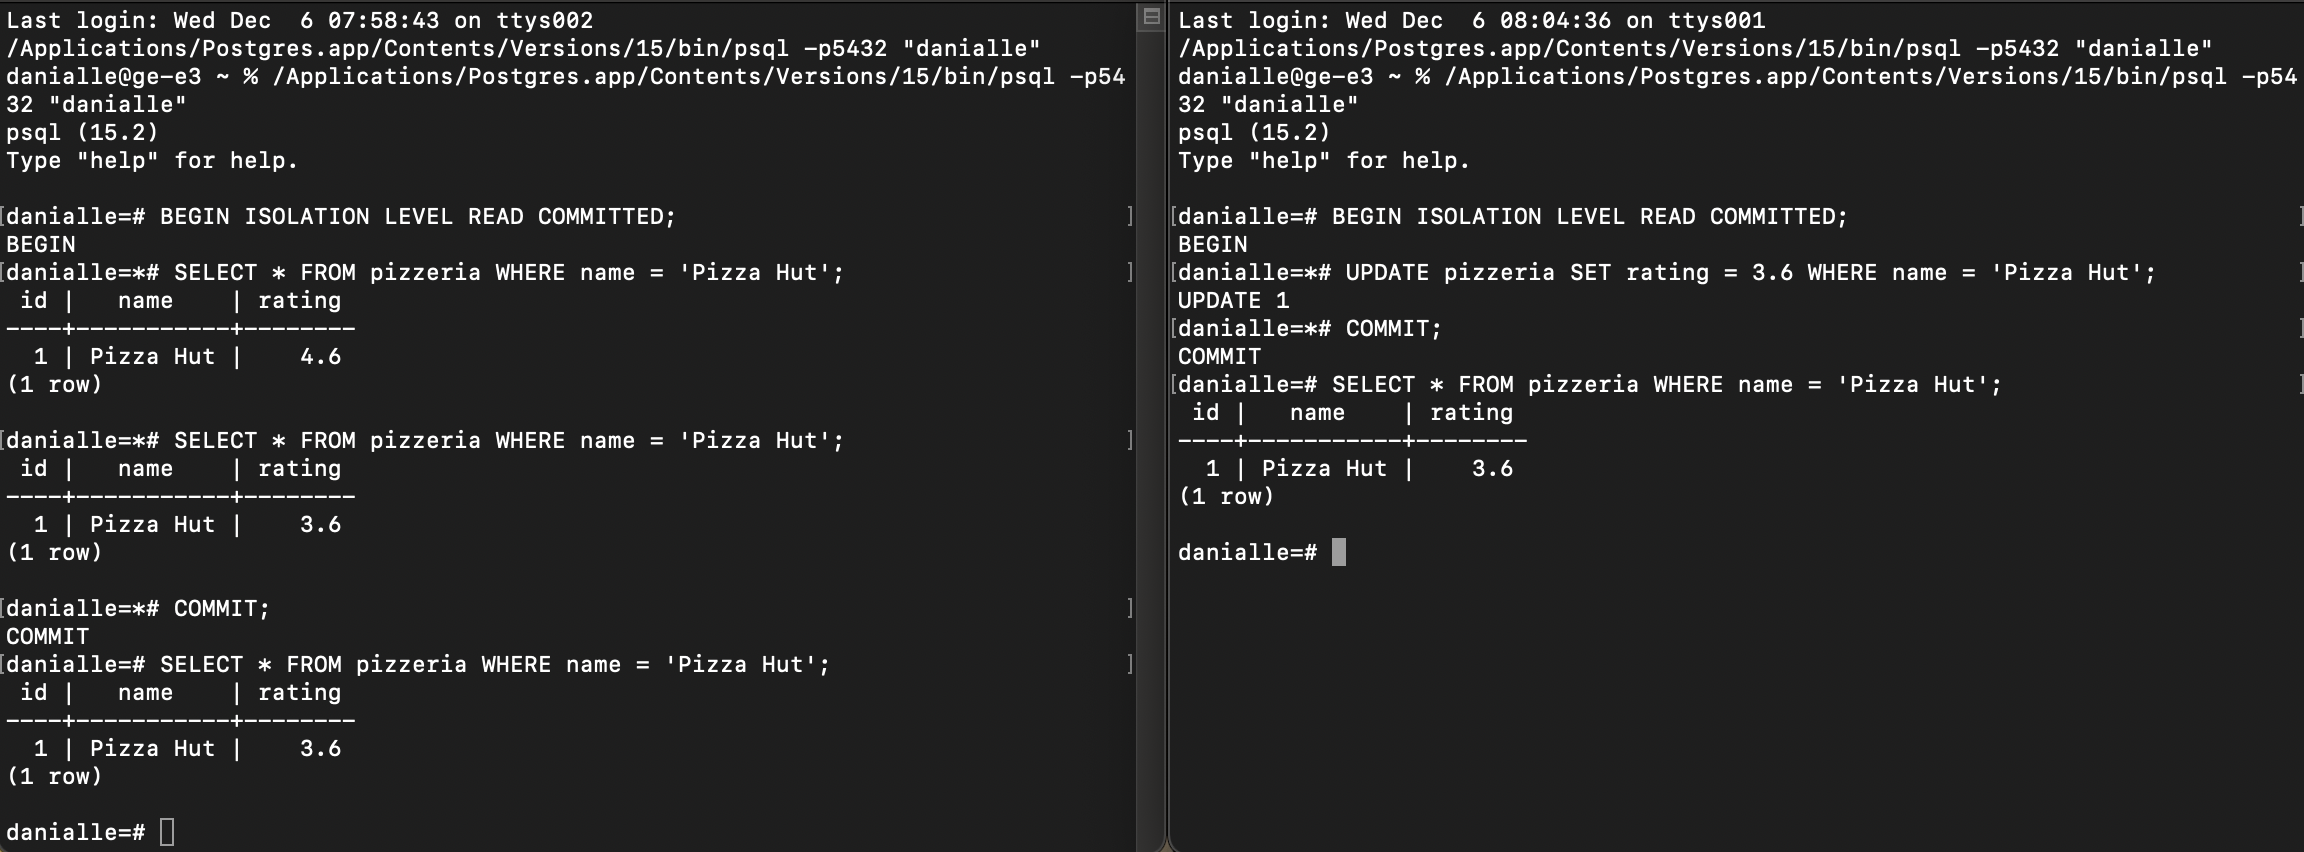 Last login: Wed Dec  6 07:58:43 on ttys002
/Applications/Postgres.app/Contents/Versions/15/bin/psql -p5432 "danialle"
danialle@ge-e3 ~ % /Applications/Postgres.app/Contents/Versions/15/bin/psql -p54
32 "danialle"
psql (15.2)
Type "help" for help.

[danialle=# BEGIN ISOLATION LEVEL READ COMMITTED; ]
BEGIN
[danialle=*# SELECT * FROM pizzeria WHERE name = 'Pizza Hut'; ]
 id |   name    | rating
----+-----------+--------
  1 | Pizza Hut |    4.6
(1 row)

[danialle=*# SELECT * FROM pizzeria WHERE name = 'Pizza Hut'; ]
 id |   name    | rating
----+-----------+--------
  1 | Pizza Hut |    3.6
(1 row)

[danialle=*# COMMIT; ]
COMMIT
[danialle=# SELECT * FROM pizzeria WHERE name = 'Pizza Hut'; ]
 id |   name    | rating
----+-----------+--------
  1 | Pizza Hut |    3.6
(1 row)

danialle=#
Last login: Wed Dec  6 08:04:36 on ttys001
/Applications/Postgres.app/Contents/Versions/15/bin/psql -p5432 "danialle"
danialle@ge-e3 ~ % /Applications/Postgres.app/Contents/Versions/15/bin/psql -p54
32 "danialle"
psql (15.2)
Type "help" for help.

[danialle=# BEGIN ISOLATION LEVEL READ COMMITTED; ]
BEGIN
[danialle=*# UPDATE pizzeria SET rating = 3.6 WHERE name = 'Pizza Hut'; ]
UPDATE 1
[danialle=*# COMMIT; ]
COMMIT
[danialle=# SELECT * FROM pizzeria WHERE name = 'Pizza Hut'; ]
 id |   name    | rating
----+-----------+--------
  1 | Pizza Hut |    3.6
(1 row)

danialle=#